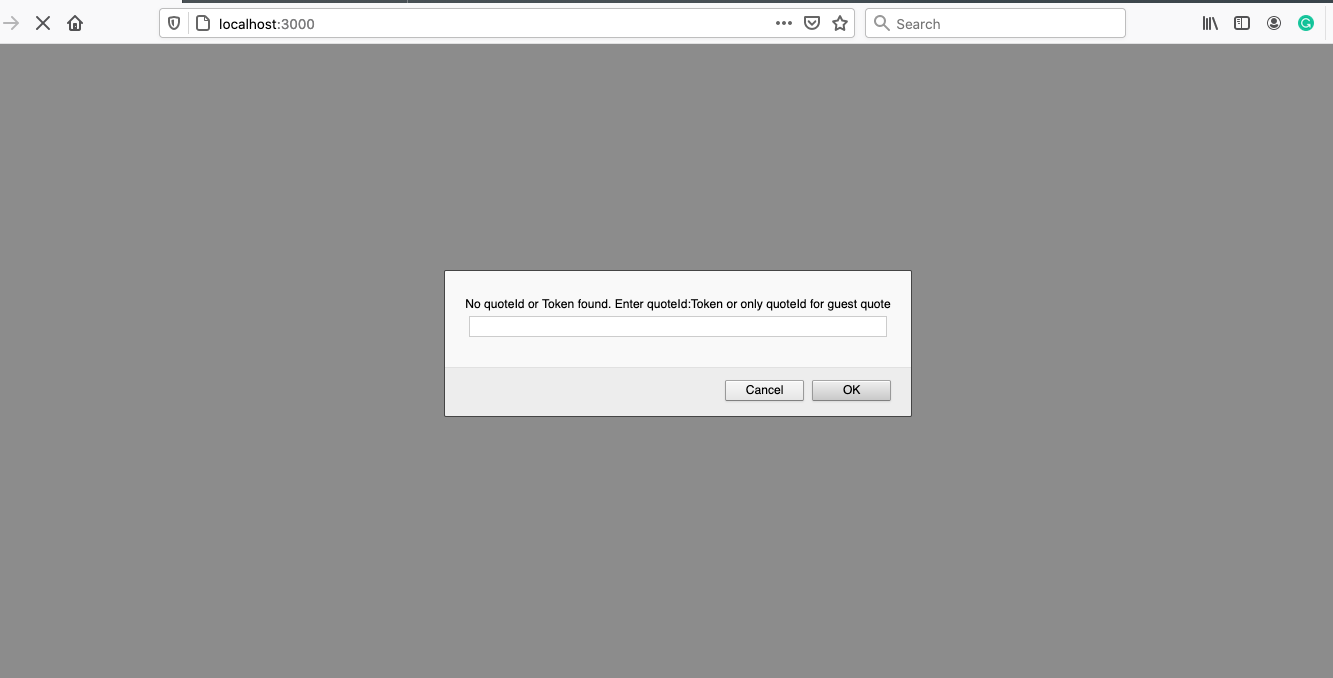 localhost:3000
Search
No quoteId or Token found. Enter quoteId:Token or only quoteId for guest quote
Cancel
OK